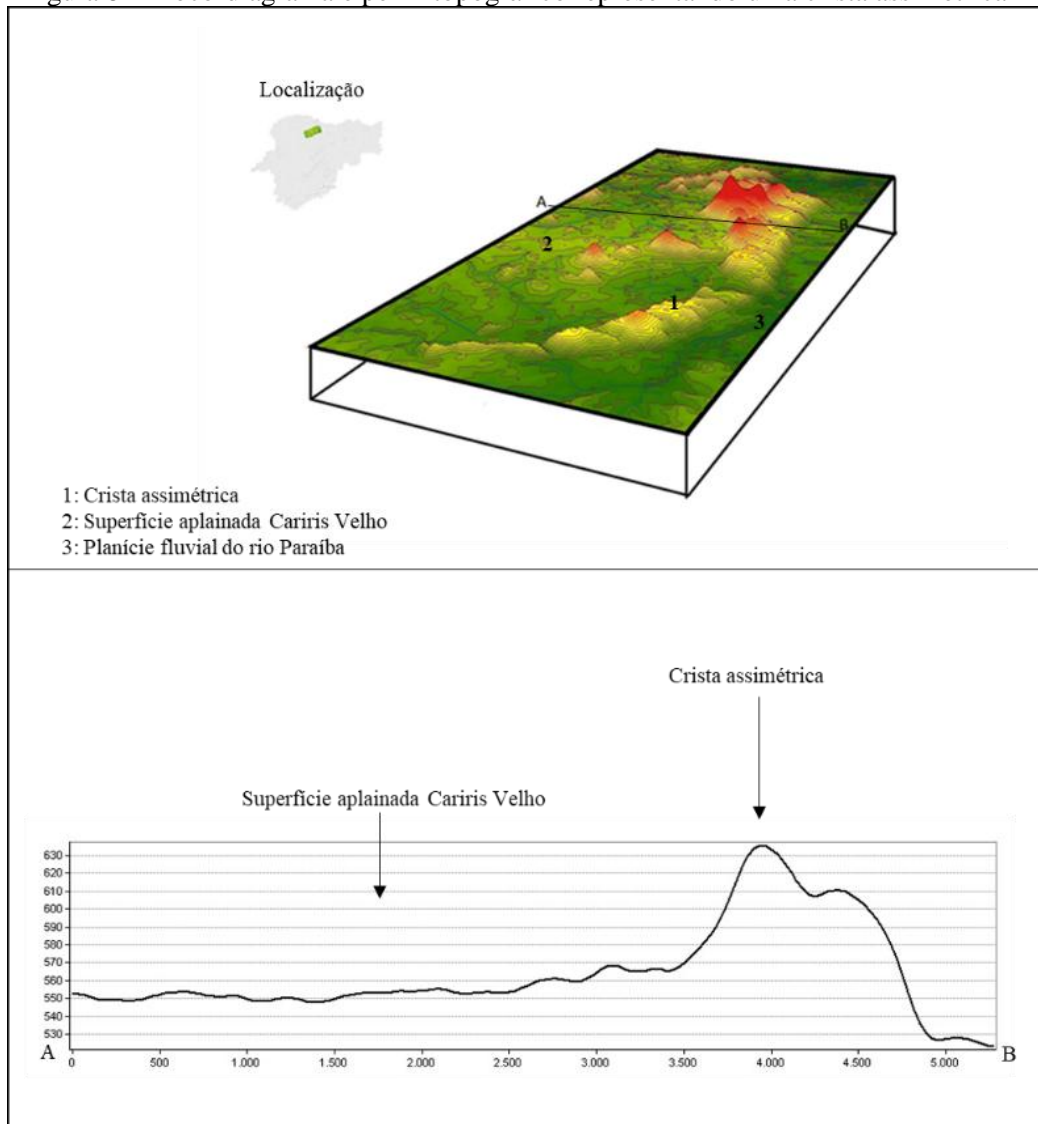 Localização
A
B
2
1
3
1: Crista assimétrica
2: Superfície aplainada Cariris Velho
3: Planície fluvial do rio Paraíba
Crista assimétrica
Superfície aplainada Cariris Velho
630
620
610
600
590
580
570
560
550
540
530
A
B
0 500 1.000 1.500 2.000 2.500 3.000 3.500 4.000 4.500 5.000